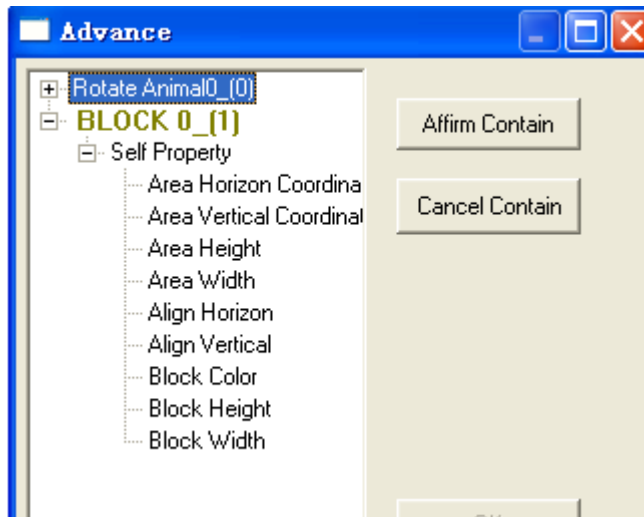 Advance
Rotate Animal0_(0)
BLOCK 0_(1)
Self Property
Area Horizon Coordina
Area Vertical Coordinat
Area Height
Area Width
Align Horizon
Align Vertical
Block Color
Block Height
Block Width
Affirm Contain
Cancel Contain